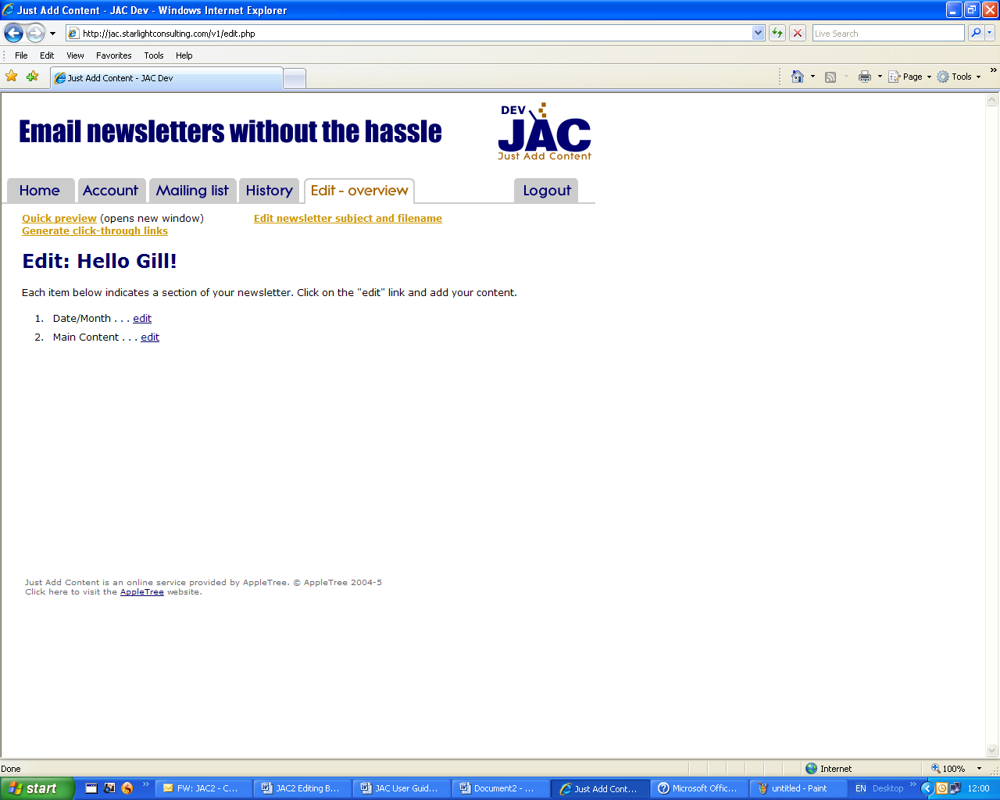 Just Add Content - JAC Dev - Windows Internet Explorer
http://jac.starlightconsulting.com/v1/edit.php
Live Search
File Edit View Favorites Tools Help
Just Add Content - JAC Dev
Page Tools
Email newsletters without the hassle
DEV
JAC
Just Add Content
Home Account Mailing list History Edit - overview Logout
Quick preview (opens new window) Edit newsletter subject and filename
Generate click-through links
Edit: Hello Gill!
Each item below indicates a section of your newsletter. Click on the "edit" link and add your content.
1. Date/Month . . . edit
2. Main Content . . . edit
Just Add Content is an online service provided by AppleTree. © AppleTree 2004-5
Click here to visit the AppleTree website.
Done Internet 100%
start FW: JAC2 - C... JAC2 Editing B... JAC User Guid... Document2 - ... Just Add Cont... Microsoft Offic... untitled - Paint EN Desktop 12:00